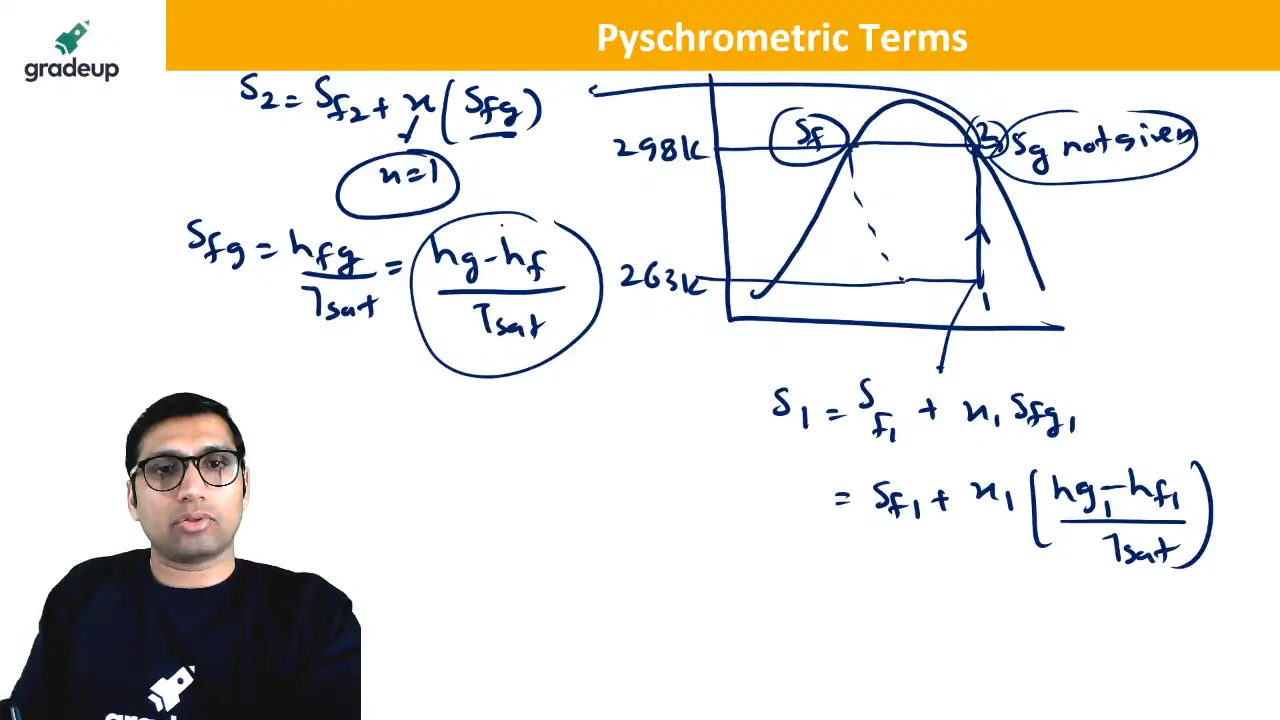 Pyschrometric Terms
gradeup
S2 = Sf2 + x (Sfg)
x=1
Sfg = hfg/Tsat = hg-hf/Tsat
298K
Sf
2
Sg not given
263K
1
S1 = Sf1 + x1 Sfg1
= Sf1 + x1 (hg1-hf1/Tsat)